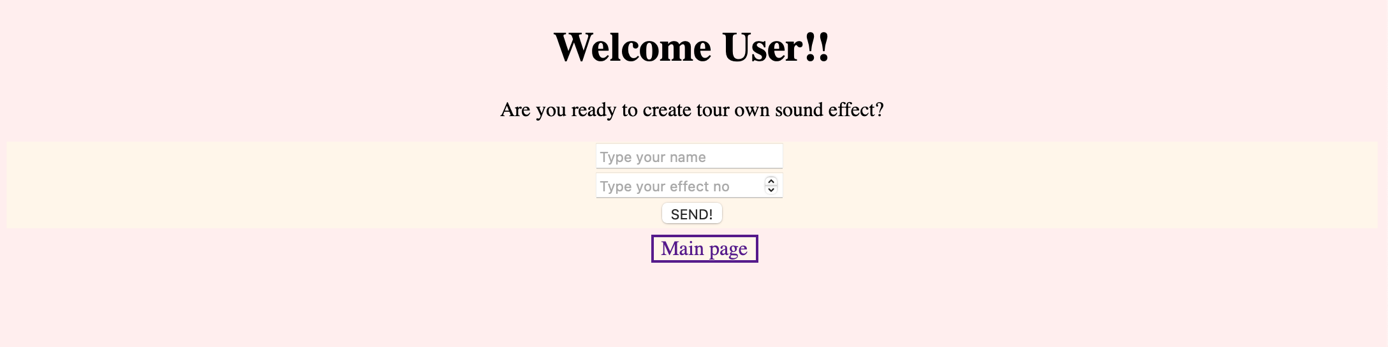 Welcome User!!
Are you ready to create tour own sound effect?
Type your name
Type your effect no
SEND!
Main page